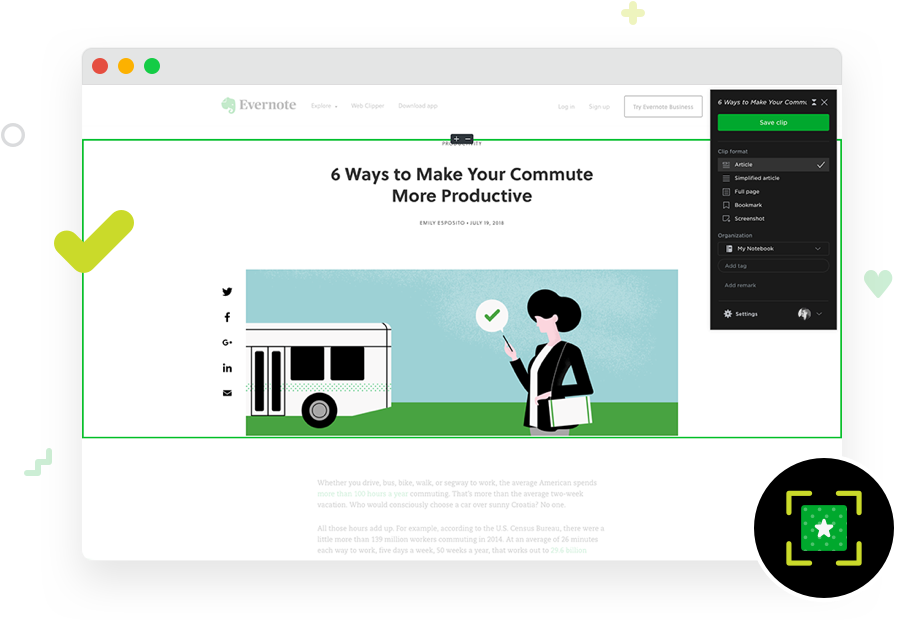 Evernote
Explore
Web Clipper
Download app
Log in
Sign up
Try Evernote Business
PRODUCTIVITY
6 Ways to Make Your Commute
More Productive
EMILY ESPOSITO • JULY 19, 2018
G+
in
Whether you drive, bus, bike, walk, or segway to work, the average American spends
more than 100 hours a year commuting. That's more than the average two-week
vacation. Who would consciously choose a car over sunny Croatia? No one.
All those hours add up. For example, according to the U.S. Census Bureau, there were a
little more than 139 million workers commuting in 2014. At an average of 26 minutes
each way to work, five days a week, 50 weeks a year, that works out to 29.6 billion
6 Ways to Make Your Commu
Save clip
Clip format
Article
Simplified article
Full page
Bookmark
Screenshot
Organization
My Notebook
Add tag
Add remark
Settings